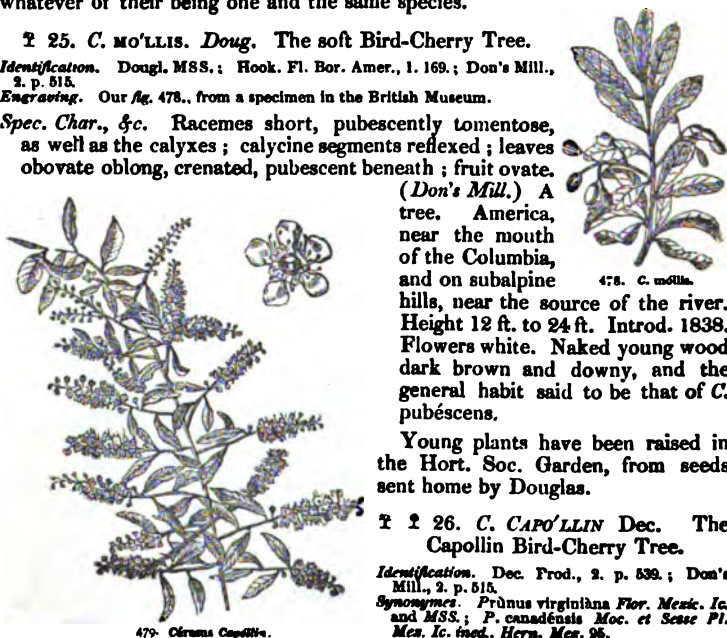 whatever of their being one and the same species.
⚘ 25. C. MO'LLIS. Doug. The soft Bird-Cherry Tree.
Identification. Dougl. MSS.; Hook. Fl. Bor. Amer., 1. 169.; Don's Mill.,
2. p. 515.
Engraving. Our fig. 478., from a specimen in the British Museum.
Spec. Char., &c. Racemes short, pubescently tomentose,
as well as the calyxes; calycine segments reflexed; leaves
obovate oblong, crenated, pubescent beneath; fruit ovate.
(Don's Mill.) A
tree. America,
near the mouth
of the Columbia,
and on subalpine
478. C. móllis.
hills, near the source of the river.
Height 12 ft. to 24 ft. Introd. 1838.
Flowers white. Naked young wood
dark brown and downy, and the
general habit said to be that of C.
pubéscens.
Young plants have been raised in
the Hort. Soc. Garden, from seeds
sent home by Douglas.
26. C. CAPO'LLIN Dec. The
Capollin Bird-Cherry Tree.
Identification. Dec. Prod., 2. p. 539.; Don's
Mill., 2. p. 515.
Synonymes. Prùnus virginiàna Flor. Mexic. Ic.
and MSS.; P. canadénsis Moc. et Sesse Pl.
Mex. Ic. ined., Hern. Mex. 95.
479. Cérasus Capóllin.